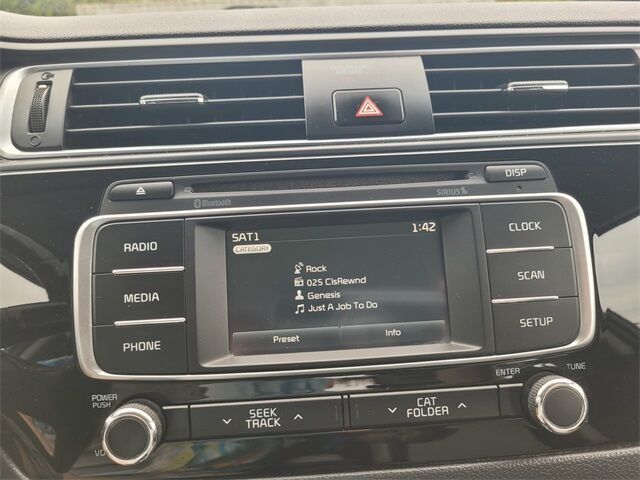 DISP
Bluetooth
SIRIUS
RADIO
MEDIA
PHONE
SAT1
1:42
CATEGORY
Rock
025 ClsRewnd
Genesis
Just A Job To Do
Preset
Info
CLOCK
SCAN
SETUP
POWER
PUSH
VOL
SEEK
TRACK
CAT
FOLDER
ENTER
TUNE